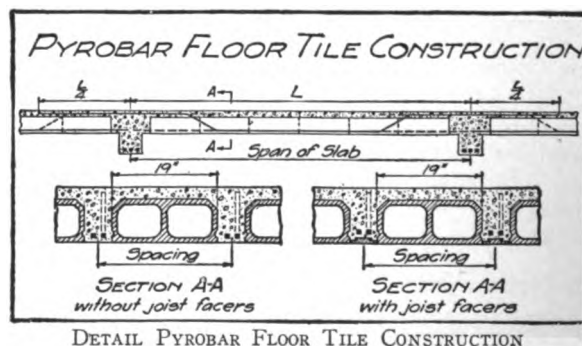 PYROBAR FLOOR TILE CONSTRUCTION
L/4 A L L/4
A Span of Slab
19" 19"
Spacing Spacing
SECTION A-A SECTION A-A
without joist facers with joist facers
DETAIL PYROBAR FLOOR TILE CONSTRUCTION